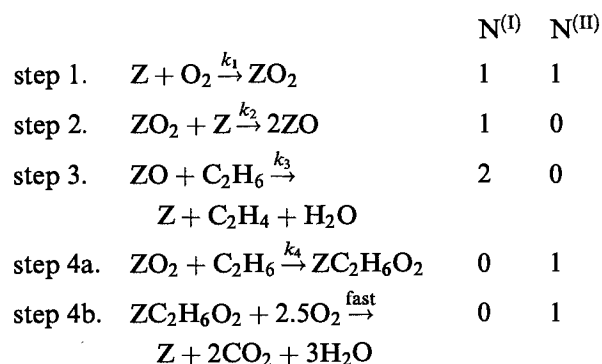 N⁽ᴵ⁾ N⁽ᴵᴵ⁾
step 1. Z + O₂ —k₁→ ZO₂ 1 1
step 2. ZO₂ + Z —k₂→ 2ZO 1 0
step 3. ZO + C₂H₆ —k₃→ 2 0
Z + C₂H₄ + H₂O
step 4a. ZO₂ + C₂H₆ —k₄→ ZC₂H₆O₂ 0 1
step 4b. ZC₂H₆O₂ + 2.5O₂ —fast→ 0 1
Z + 2CO₂ + 3H₂O